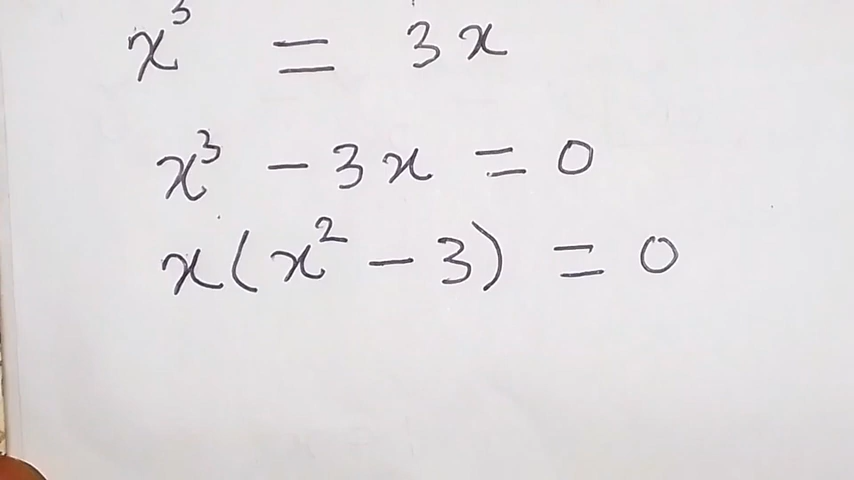 x³ = 3x
x³ - 3x = 0
x(x² - 3) = 0